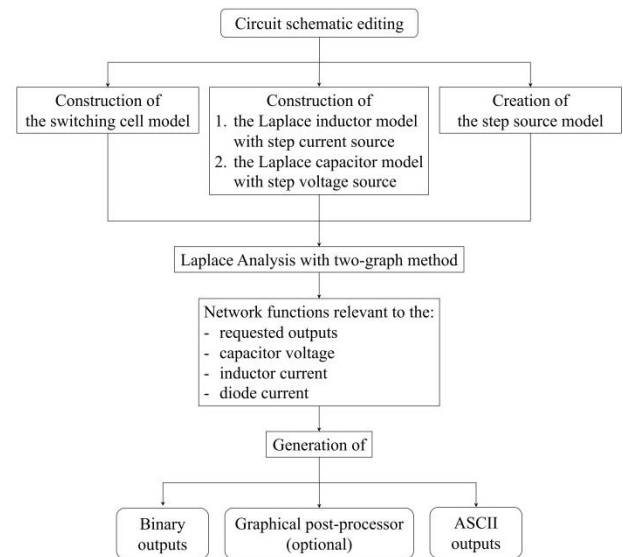 Circuit schematic editing
Construction of
the switching cell model
Construction of
1. the Laplace inductor model
with step current source
2. the Laplace capacitor model
with step voltage source
Creation of
the step source model
Laplace Analysis with two-graph method
Network functions relevant to the:
- requested outputs
- capacitor voltage
- inductor current
- diode current
Generation of
Binary
outputs
Graphical post-processor
(optional)
ASCII
outputs